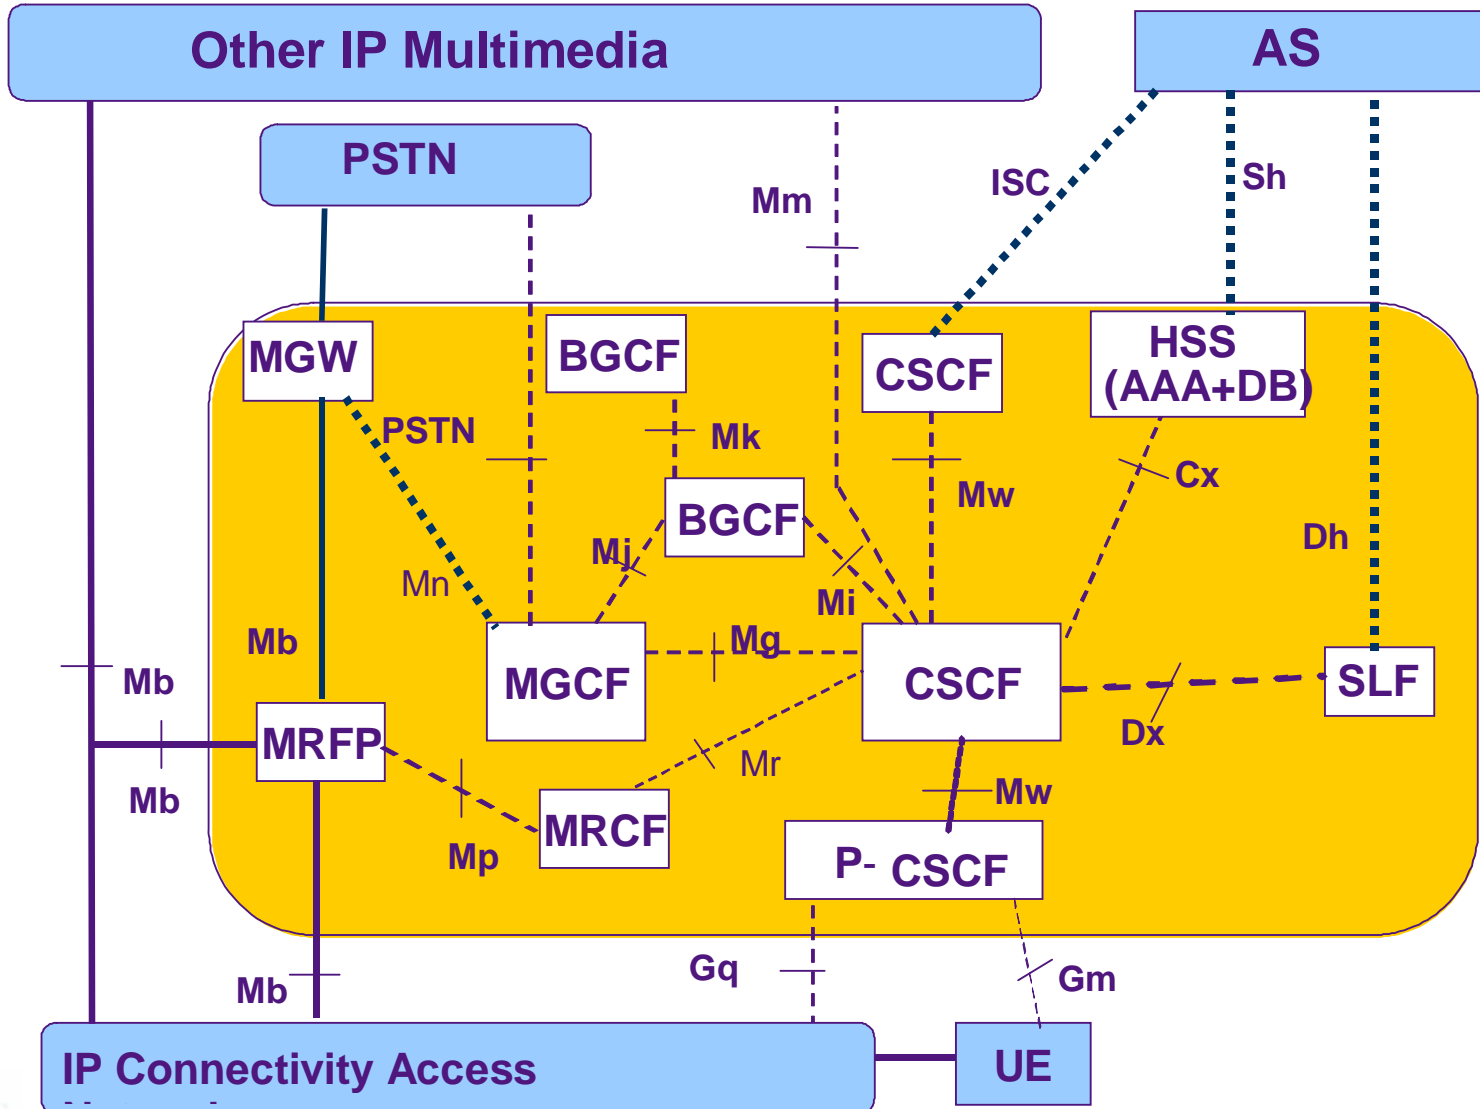 Other IP Multimedia
AS
PSTN
ISC
Sh
Mm
MGW
BGCF
CSCF
HSS
(AAA+DB)
PSTN
Mk
Mw
Cx
BGCF
Dh
Mj
Mn
Mi
Mb
Mg
Mb
MGCF
CSCF
SLF
Dx
MRFP
Mr
Mb
Mw
MRCF
Mp
P- CSCF
Gq
Gm
Mb
IP Connectivity Access
UE